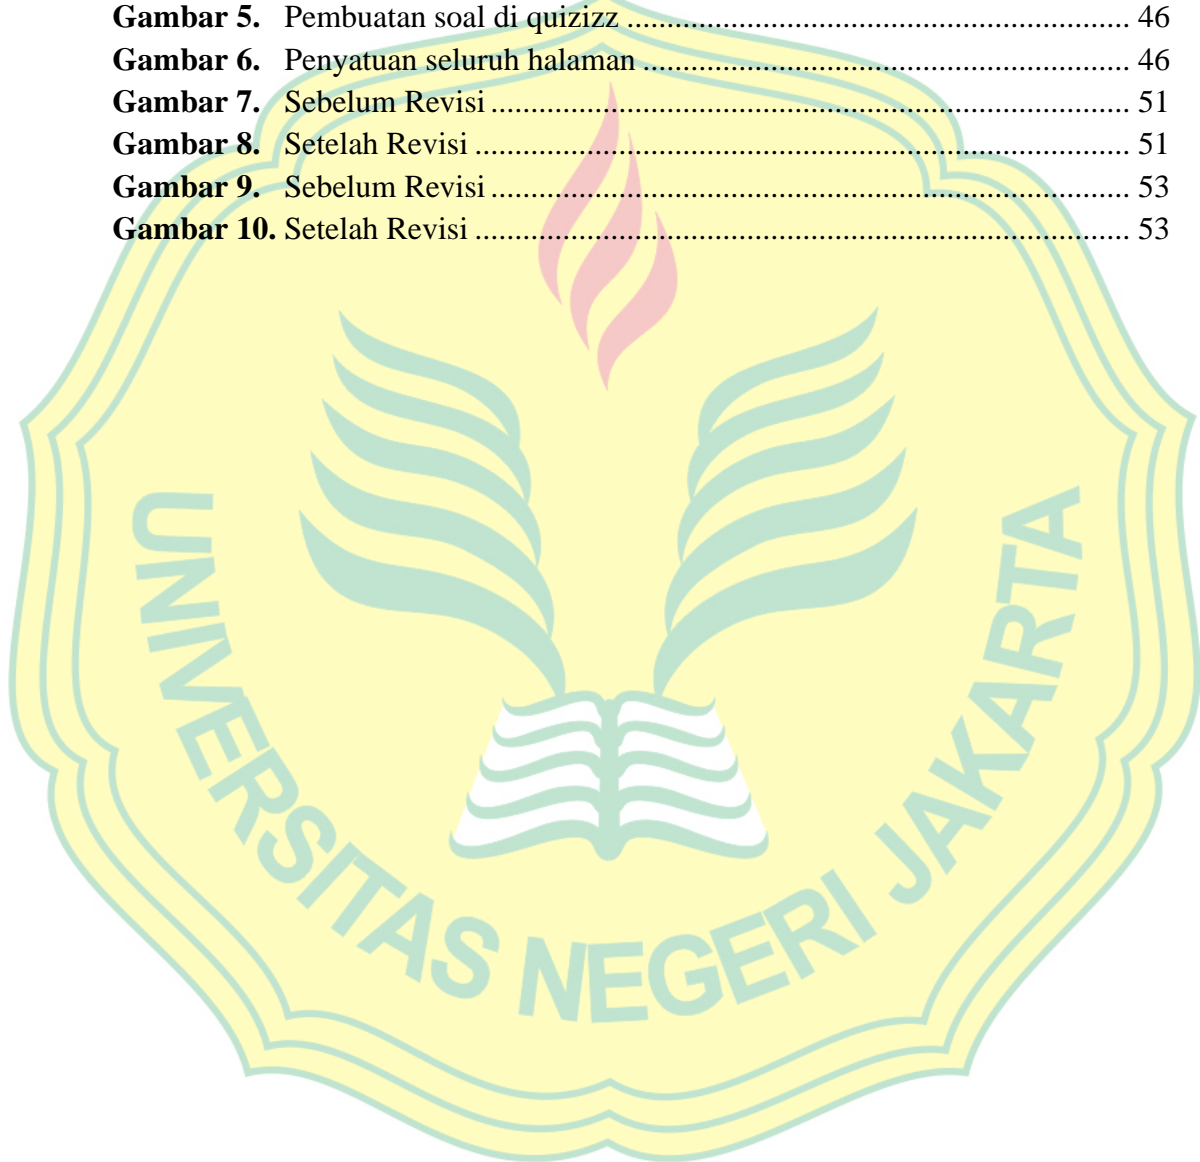 Gambar 5. Pembuatan soal di quizizz ................................................................ 46
Gambar 6. Penyatuan seluruh halaman .............................................................. 46
Gambar 7. Sebelum Revisi ................................................................................. 51
Gambar 8. Setelah Revisi ................................................................................... 51
Gambar 9. Sebelum Revisi ................................................................................. 53
Gambar 10. Setelah Revisi ................................................................................... 53
UNIVERSITAS NEGERI JAKARTA